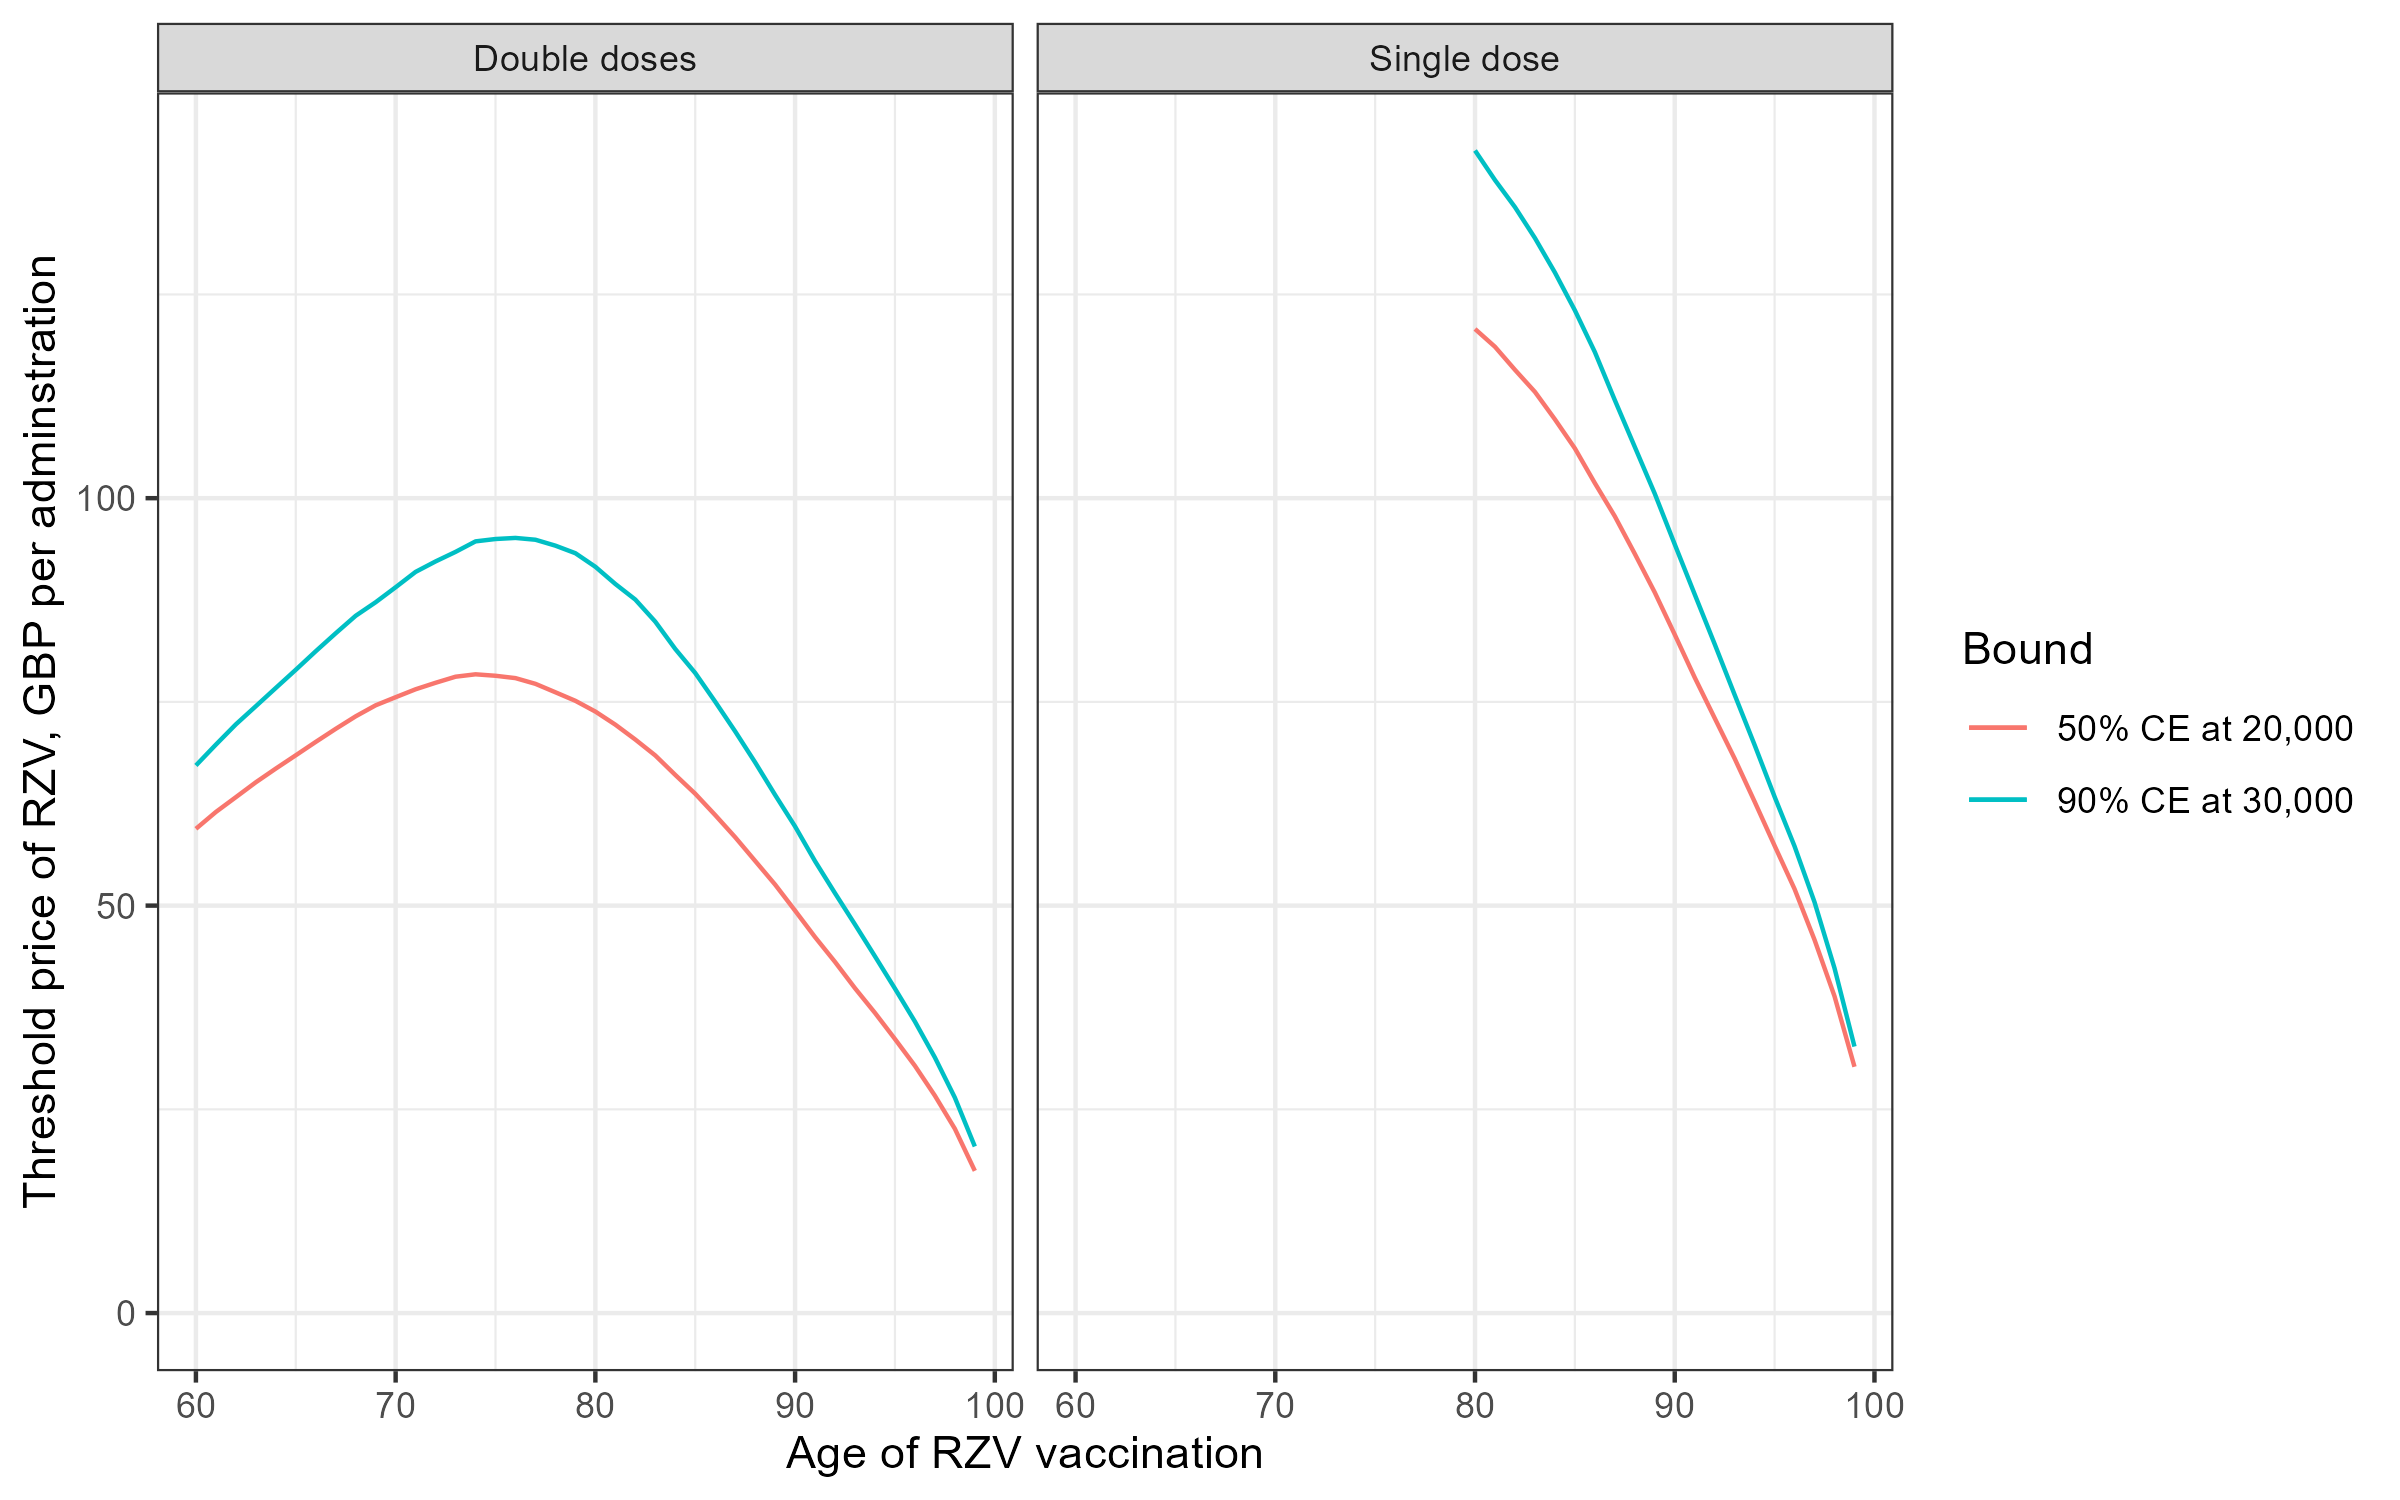 Double doses
Single dose
Threshold price of RZV, GBP per adminstration
100
50
0
60 70 80 90 100
60 70 80 90 100
Age of RZV vaccination
Bound
50% CE at 20,000
90% CE at 30,000